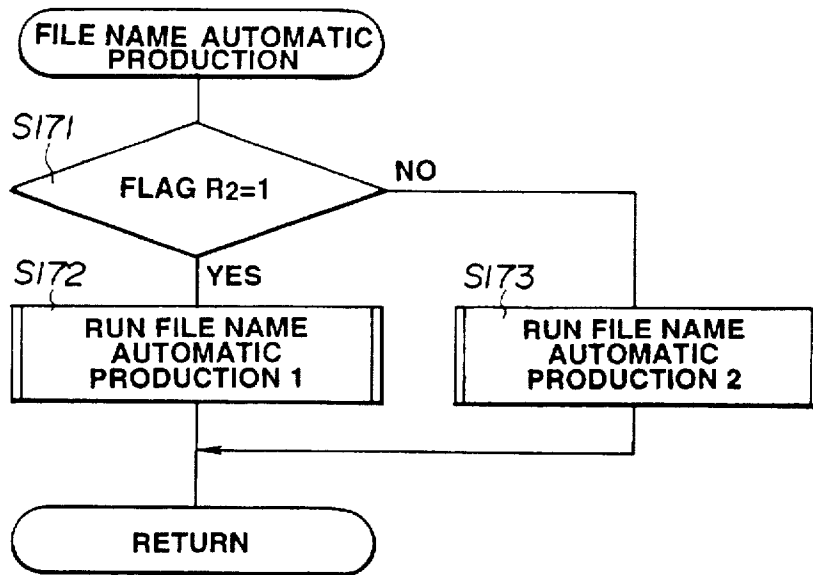 FILE NAME AUTOMATIC
PRODUCTION
S171
FLAG R2=1
NO
YES
S172
RUN FILE NAME
AUTOMATIC
PRODUCTION 1
S173
RUN FILE NAME
AUTOMATIC
PRODUCTION 2
RETURN